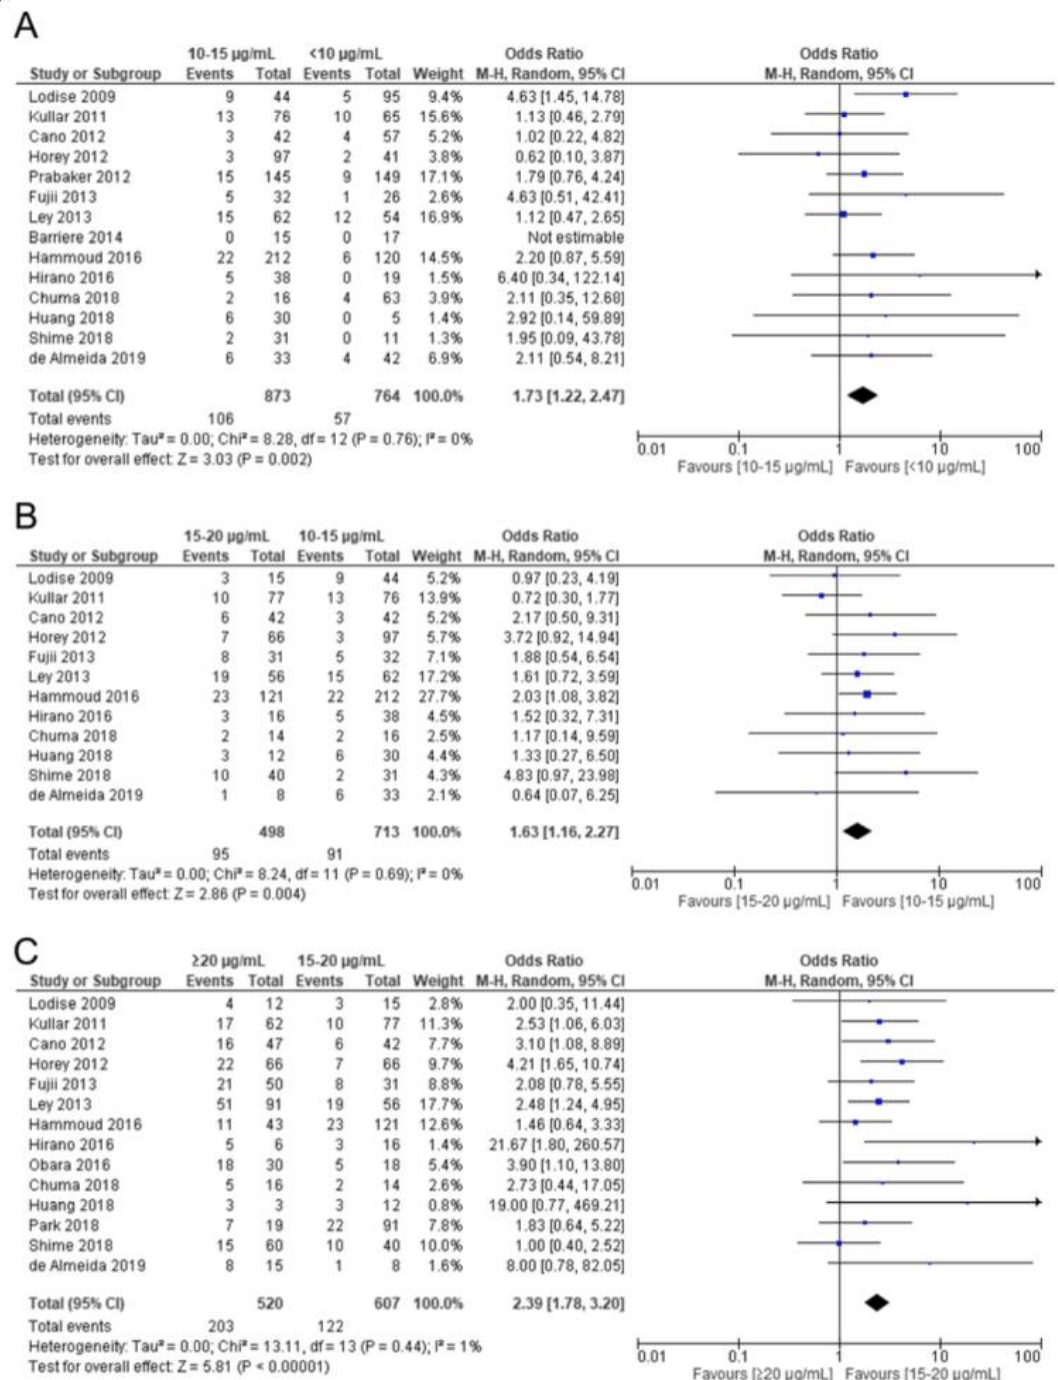 A
10-15 µg/mL <10 µg/mL Odds Ratio Odds Ratio
Study or Subgroup Events Total Events Total Weight M-H, Random, 95% CI M-H, Random, 95% CI
Lodise 2009 9 44 5 95 9.4% 4.63 [1.45, 14.78]
Kullar 2011 13 76 10 65 15.6% 1.13 [0.46, 2.79]
Cano 2012 3 42 4 57 5.2% 1.02 [0.22, 4.82]
Horey 2012 3 97 2 41 3.8% 0.62 [0.10, 3.87]
Prabaker 2012 15 145 9 149 17.1% 1.79 [0.76, 4.24]
Fujii 2013 5 32 1 26 2.6% 4.63 [0.51, 42.41]
Ley 2013 15 62 12 54 16.9% 1.12 [0.47, 2.65]
Barriere 2014 0 15 0 17 Not estimable
Hammoud 2016 22 212 6 120 14.5% 2.20 [0.87, 5.59]
Hirano 2016 5 38 0 19 1.5% 6.40 [0.34, 122.14]
Chuma 2018 2 16 4 63 3.9% 2.11 [0.35, 12.68]
Huang 2018 6 30 0 5 1.4% 2.92 [0.14, 59.89]
Shime 2018 2 31 0 11 1.3% 1.95 [0.09, 43.78]
de Almeida 2019 6 33 4 42 6.9% 2.11 [0.54, 8.21]
Total (95% CI) 873 764 100.0% 1.73 [1.22, 2.47]
Total events 106 57
Heterogeneity: Tau² = 0.00; Chi² = 8.28, df = 12 (P = 0.76); I² = 0%
Test for overall effect: Z = 3.03 (P = 0.002)
0.01 0.1 1 10 100
Favours [10-15 µg/mL] Favours [<10 µg/mL]
B
15-20 µg/mL 10-15 µg/mL Odds Ratio Odds Ratio
Study or Subgroup Events Total Events Total Weight M-H, Random, 95% CI M-H, Random, 95% CI
Lodise 2009 3 15 9 44 5.2% 0.97 [0.23, 4.19]
Kullar 2011 10 77 13 76 13.9% 0.72 [0.30, 1.77]
Cano 2012 6 42 3 42 5.2% 2.17 [0.50, 9.31]
Horey 2012 7 66 3 97 5.7% 3.72 [0.92, 14.94]
Fujii 2013 8 31 5 32 7.1% 1.88 [0.54, 6.54]
Ley 2013 19 56 15 62 17.2% 1.61 [0.72, 3.59]
Hammoud 2016 23 121 22 212 27.7% 2.03 [1.08, 3.82]
Hirano 2016 3 16 5 38 4.5% 1.52 [0.32, 7.31]
Chuma 2018 2 14 2 16 2.5% 1.17 [0.14, 9.59]
Huang 2018 3 12 6 30 4.4% 1.33 [0.27, 6.50]
Shime 2018 10 40 2 31 4.3% 4.83 [0.97, 23.98]
de Almeida 2019 1 8 6 33 2.1% 0.64 [0.07, 6.25]
Total (95% CI) 498 713 100.0% 1.63 [1.16, 2.27]
Total events 95 91
Heterogeneity: Tau² = 0.00; Chi² = 8.24, df = 11 (P = 0.69); I² = 0%
Test for overall effect: Z = 2.86 (P = 0.004)
0.01 0.1 1 10 100
Favours [15-20 µg/mL] Favours [10-15 µg/mL]
C
≥20 µg/mL 15-20 µg/mL Odds Ratio Odds Ratio
Study or Subgroup Events Total Events Total Weight M-H, Random, 95% CI M-H, Random, 95% CI
Lodise 2009 4 12 3 15 2.8% 2.00 [0.35, 11.44]
Kullar 2011 17 62 10 77 11.3% 2.53 [1.06, 6.03]
Cano 2012 16 47 6 42 7.7% 3.10 [1.08, 8.89]
Horey 2012 22 66 7 66 9.7% 4.21 [1.65, 10.74]
Fujii 2013 21 50 8 31 8.8% 2.08 [0.78, 5.55]
Ley 2013 51 91 19 56 17.7% 2.48 [1.24, 4.95]
Hammoud 2016 11 43 23 121 12.6% 1.46 [0.64, 3.33]
Hirano 2016 5 6 3 16 1.4% 21.67 [1.80, 260.57]
Obara 2016 18 30 5 18 5.4% 3.90 [1.10, 13.80]
Chuma 2018 5 16 2 14 2.6% 2.73 [0.44, 17.05]
Huang 2018 3 3 3 12 0.8% 19.00 [0.77, 469.21]
Park 2018 7 19 22 91 7.8% 1.83 [0.64, 5.22]
Shime 2018 15 60 10 40 10.0% 1.00 [0.40, 2.52]
de Almeida 2019 8 15 1 8 1.6% 8.00 [0.78, 82.05]
Total (95% CI) 520 607 100.0% 2.39 [1.78, 3.20]
Total events 203 122
Heterogeneity: Tau² = 0.00; Chi² = 13.11, df = 13 (P = 0.44); I² = 1%
Test for overall effect: Z = 5.81 (P < 0.00001)
0.01 0.1 1 10 100
Favours [≥20 µg/mL] Favours [15-20 µg/mL]